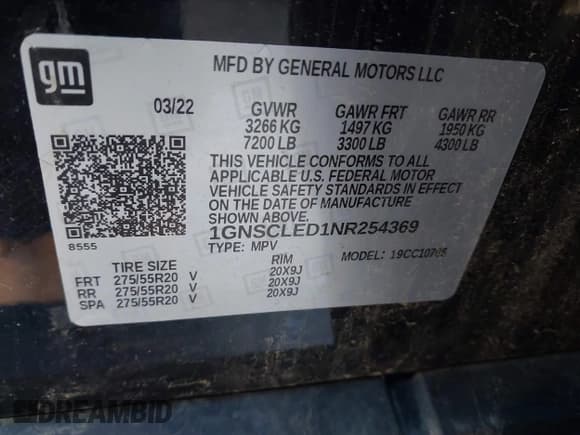 gm
MFD BY GENERAL MOTORS LLC
03/22 GVWR GAWR FRT GAWR RR
3266 KG 1497 KG 1950 KG
7200 LB 3300 LB 4300 LB
THIS VEHICLE CONFORMS TO ALL
APPLICABLE U.S. FEDERAL MOTOR
VEHICLE SAFETY STANDARDS IN EFFECT
ON THE DATE OF MANUFACTURE
SHOWN ABOVE.
8555
1GNSCLED1NR254369
TYPE: MPV MODEL:
TIRE SIZE RIM
FRT 275/55R20 V 20X9J
RR 275/55R20 V 20X9J
SPA 275/55R20 V 20X9J
DREAMBID